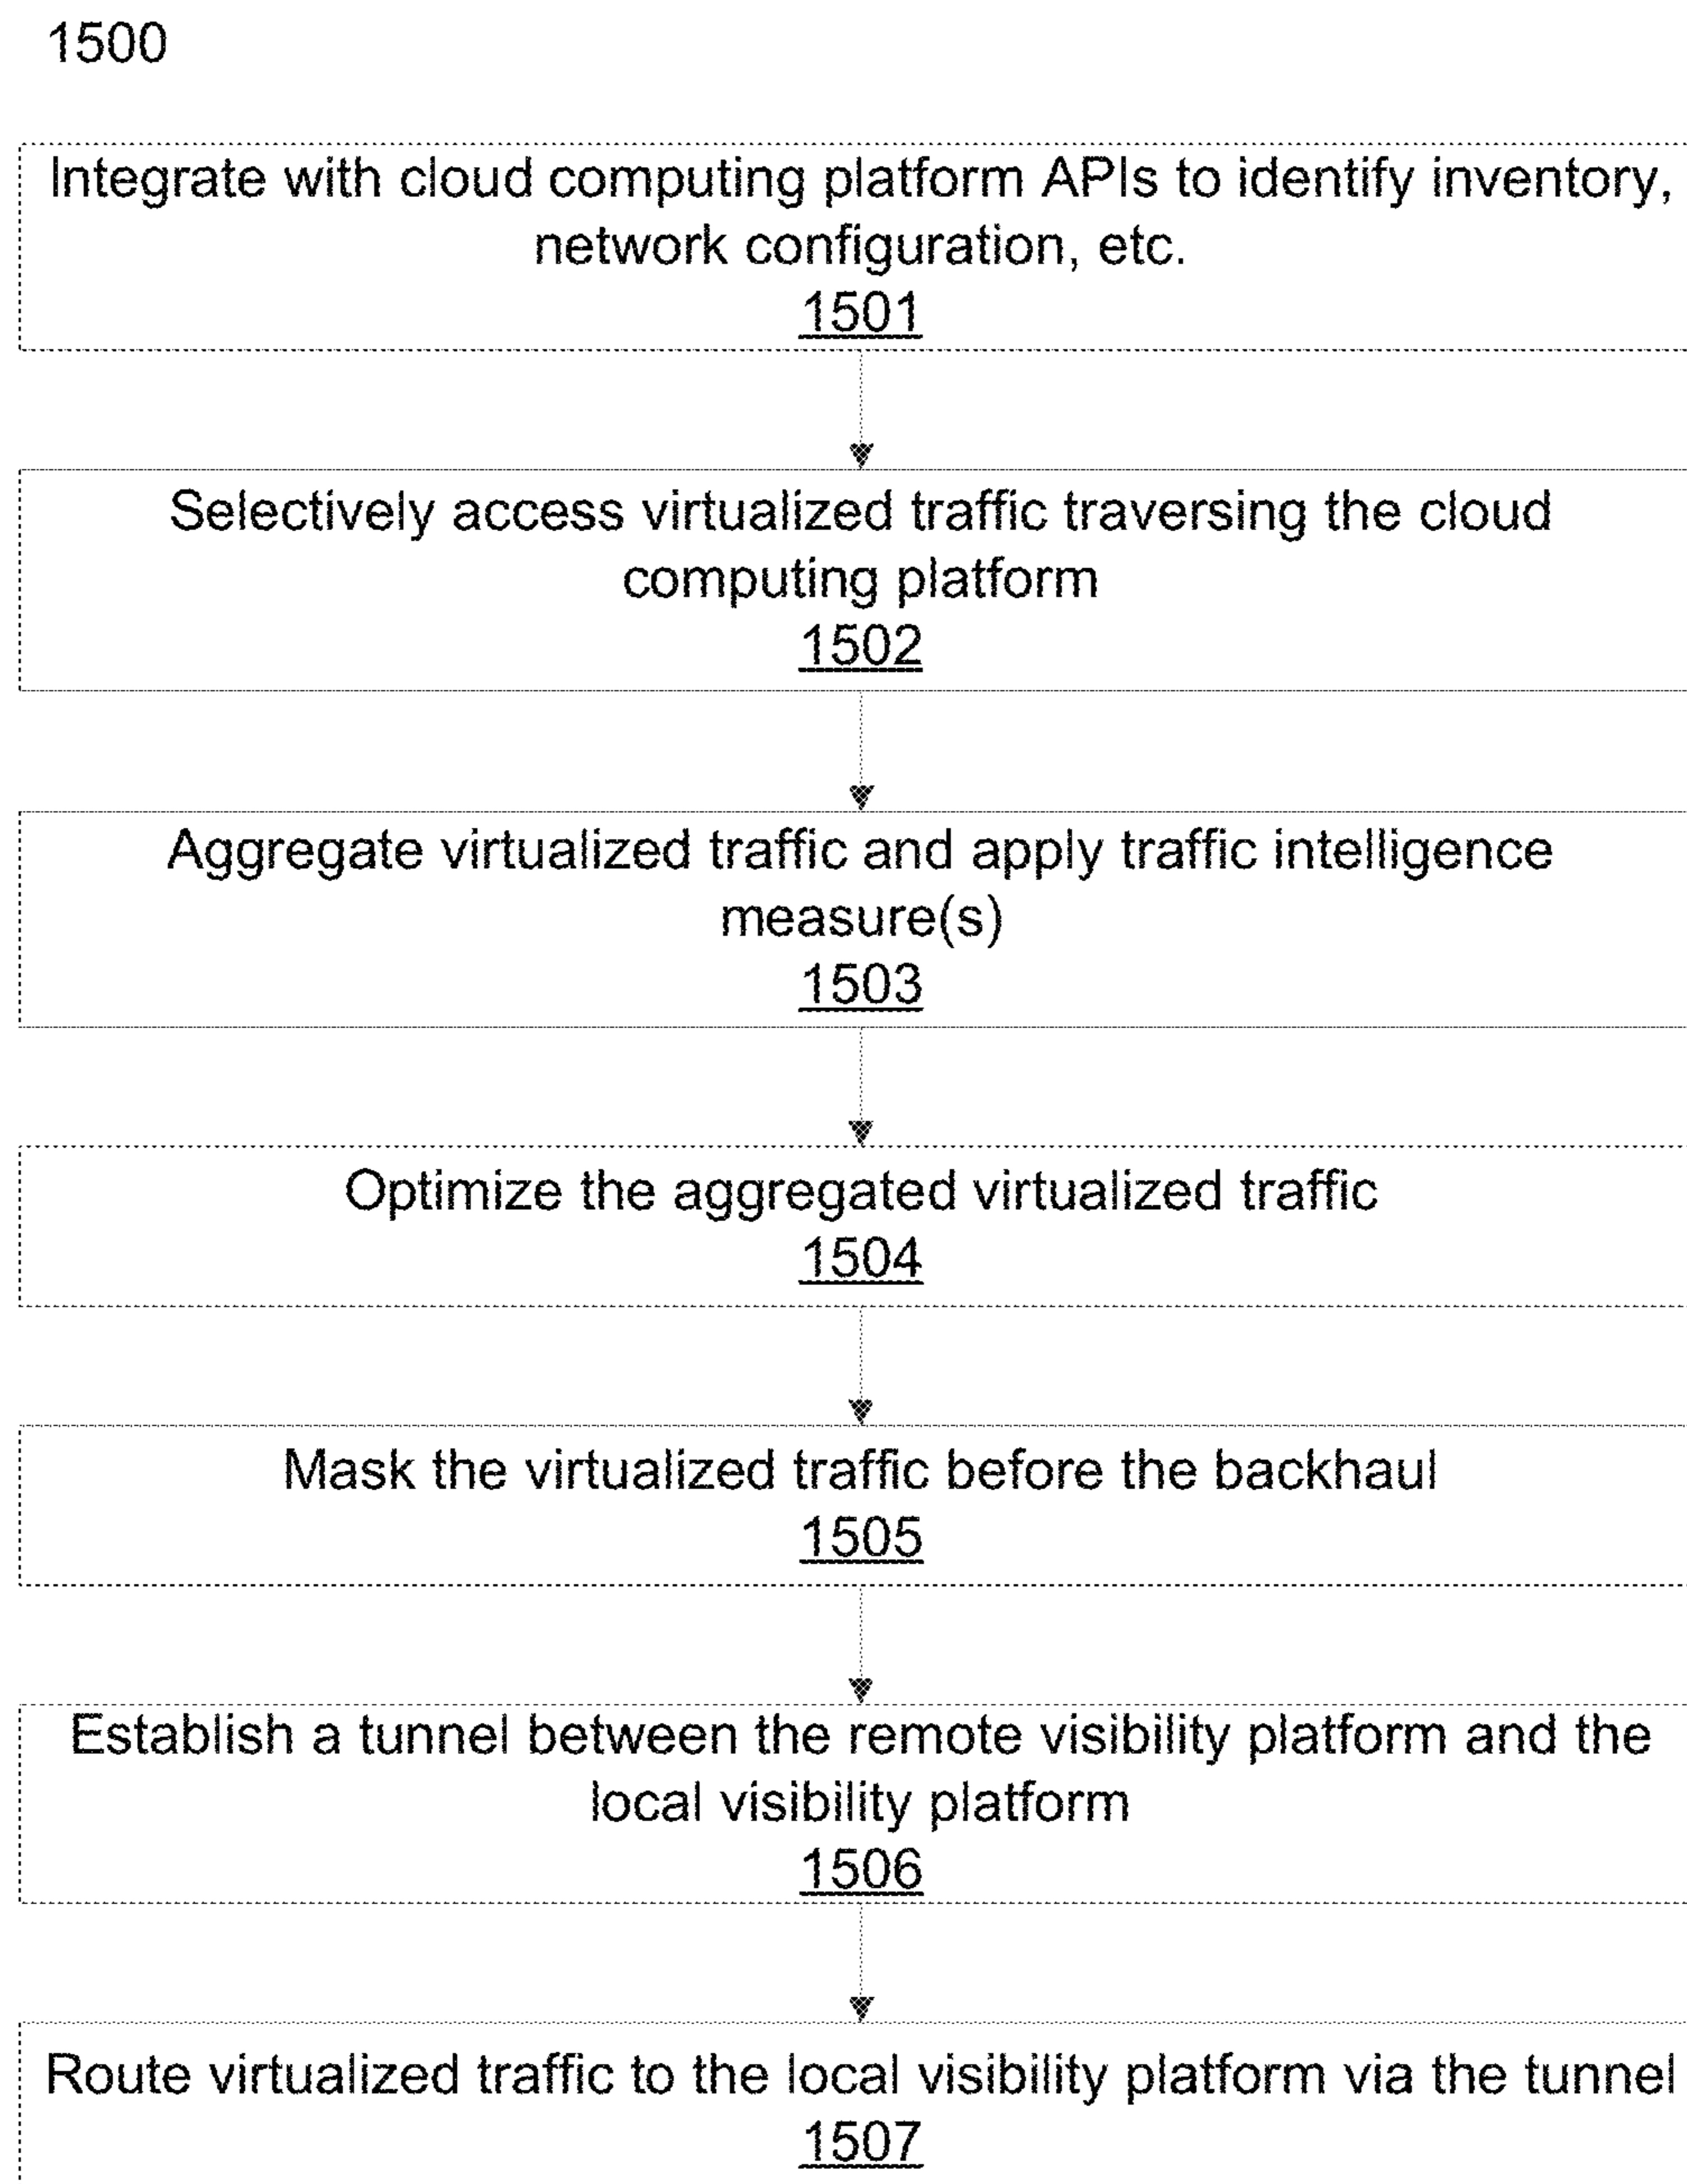 1500
Integrate with cloud computing platform APIs to identify inventory,
network configuration, etc.
1501
Selectively access virtualized traffic traversing the cloud
computing platform
1502
Aggregate virtualized traffic and apply traffic intelligence
measure(s)
1503
Optimize the aggregated virtualized traffic
1504
Mask the virtualized traffic before the backhaul
1505
Establish a tunnel between the remote visibility platform and the
local visibility platform
1506
Route virtualized traffic to the local visibility platform via the tunnel
1507